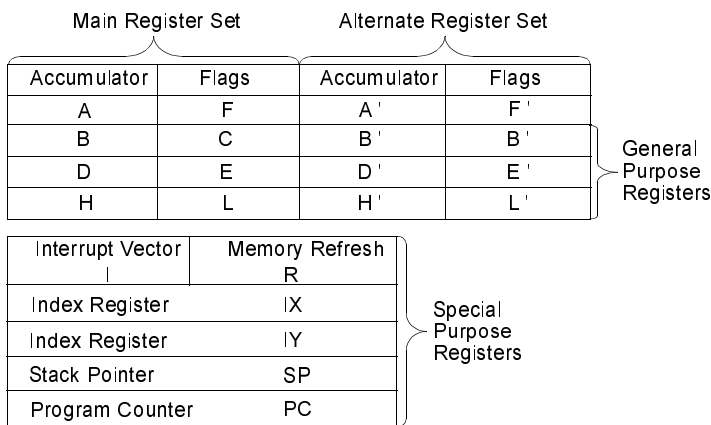 Main Register Set Alternate Register Set
Accumulator Flags Accumulator Flags
A F A ' F '
B C B ' B '
D E D ' E '
H L H ' L '
General
Purpose
Registers
Interrupt Vector Memory Refresh
I R
Index Register IX
Index Register IY
Stack Pointer SP
Program Counter PC
Special
Purpose
Registers